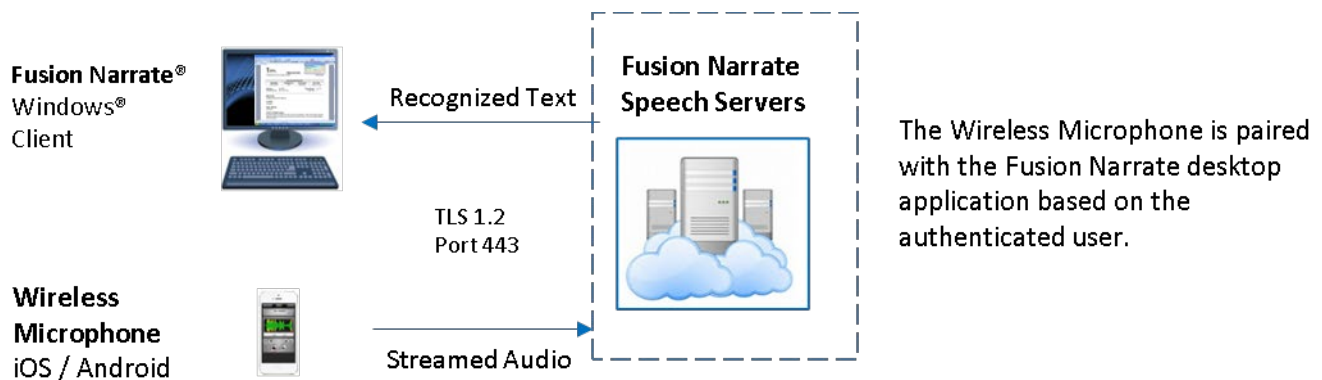 Fusion Narrate®
Windows®
Client
Recognized Text
Fusion Narrate
Speech Servers
The Wireless Microphone is paired
with the Fusion Narrate desktop
application based on the
authenticated user.
TLS 1.2
Port 443
Wireless
Microphone
iOS / Android
Streamed Audio